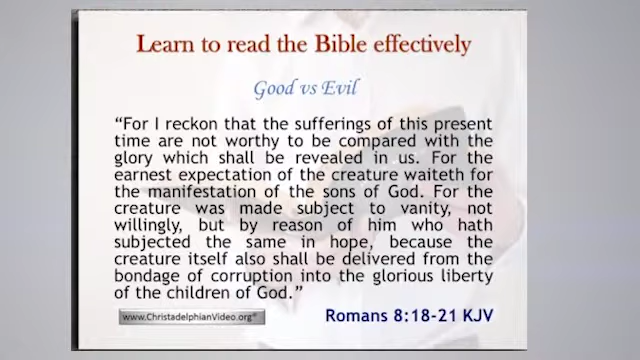 Learn to read the Bible effectively
Good vs Evil
“For I reckon that the sufferings of this present
time are not worthy to be compared with the
glory which shall be revealed in us. For the
earnest expectation of the creature waiteth for
the manifestation of the sons of God. For the
creature was made subject to vanity, not
willingly, but by reason of him who hath
subjected the same in hope, because the
creature itself also shall be delivered from the
bondage of corruption into the glorious liberty
of the children of God.”
www.ChristadelphianVideo.org®
Romans 8:18-21 KJV